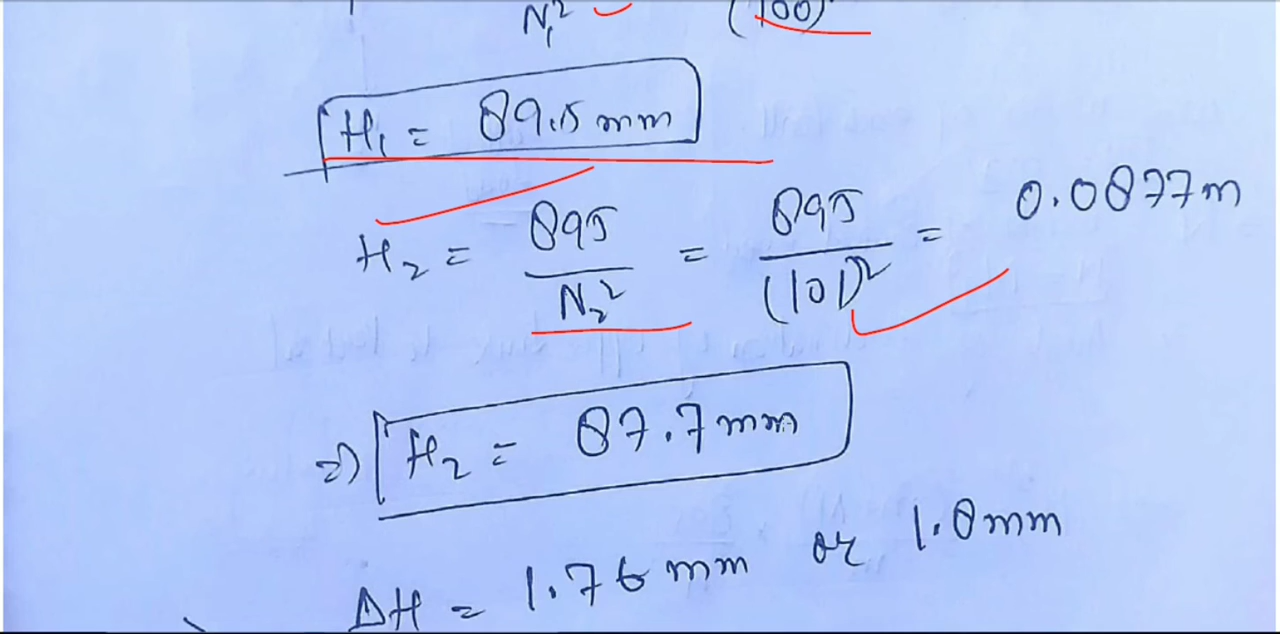 N₁² (100)
H₁ = 89.5 mm
H₂ = 895 / N₂² = 895 / (101)² = 0.0877m
=) H₂ = 87.7 mm
ΔH = 1.76 mm or 1.8 mm